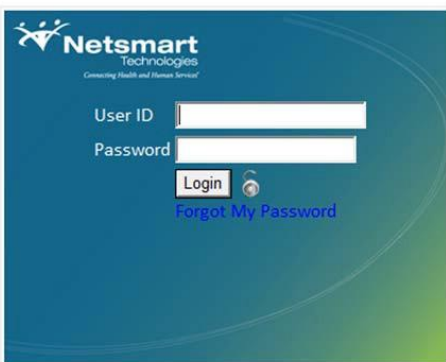 Netsmart
Technologies
Connecting Health and Human Services
User ID
Password
Login
Forgot My Password